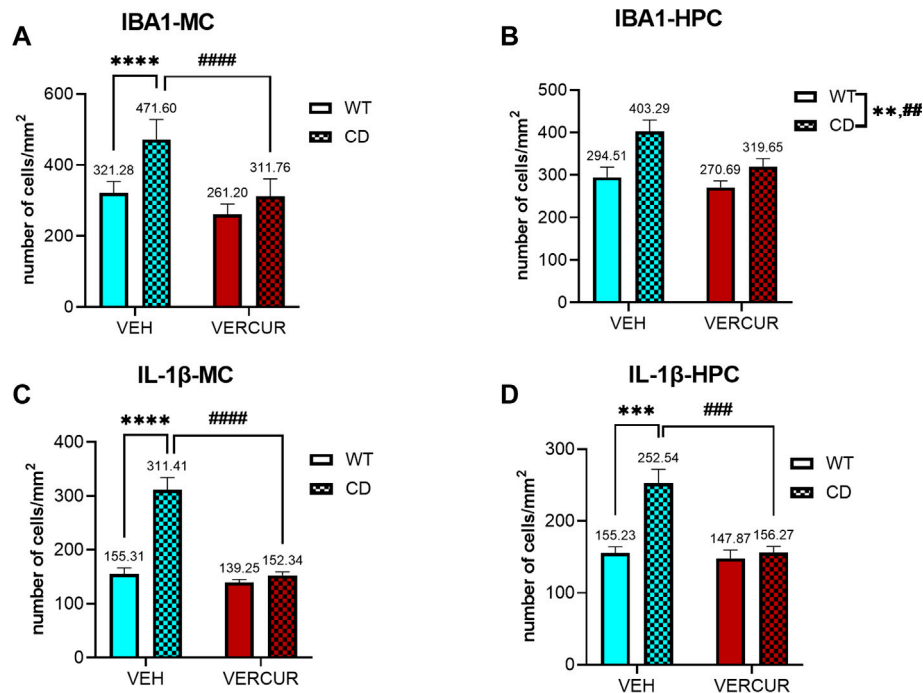 A
IBA1-MC
number of cells/mm²
600
400
200
0
****
####
321.28
471.60
261.20
311.76
VEH
VERCUR
WT
CD
B
IBA1-HPC
number of cells/mm²
500
400
300
200
100
0
294.51
403.29
270.69
319.65
VEH
VERCUR
WT
CD
**,##
C
IL-1β-MC
number of cells/mm²
400
300
200
100
0
****
####
155.31
311.41
139.25
152.34
VEH
VERCUR
WT
CD
D
IL-1β-HPC
number of cells/mm²
300
200
100
0
***
###
155.23
252.54
147.87
156.27
VEH
VERCUR
WT
CD